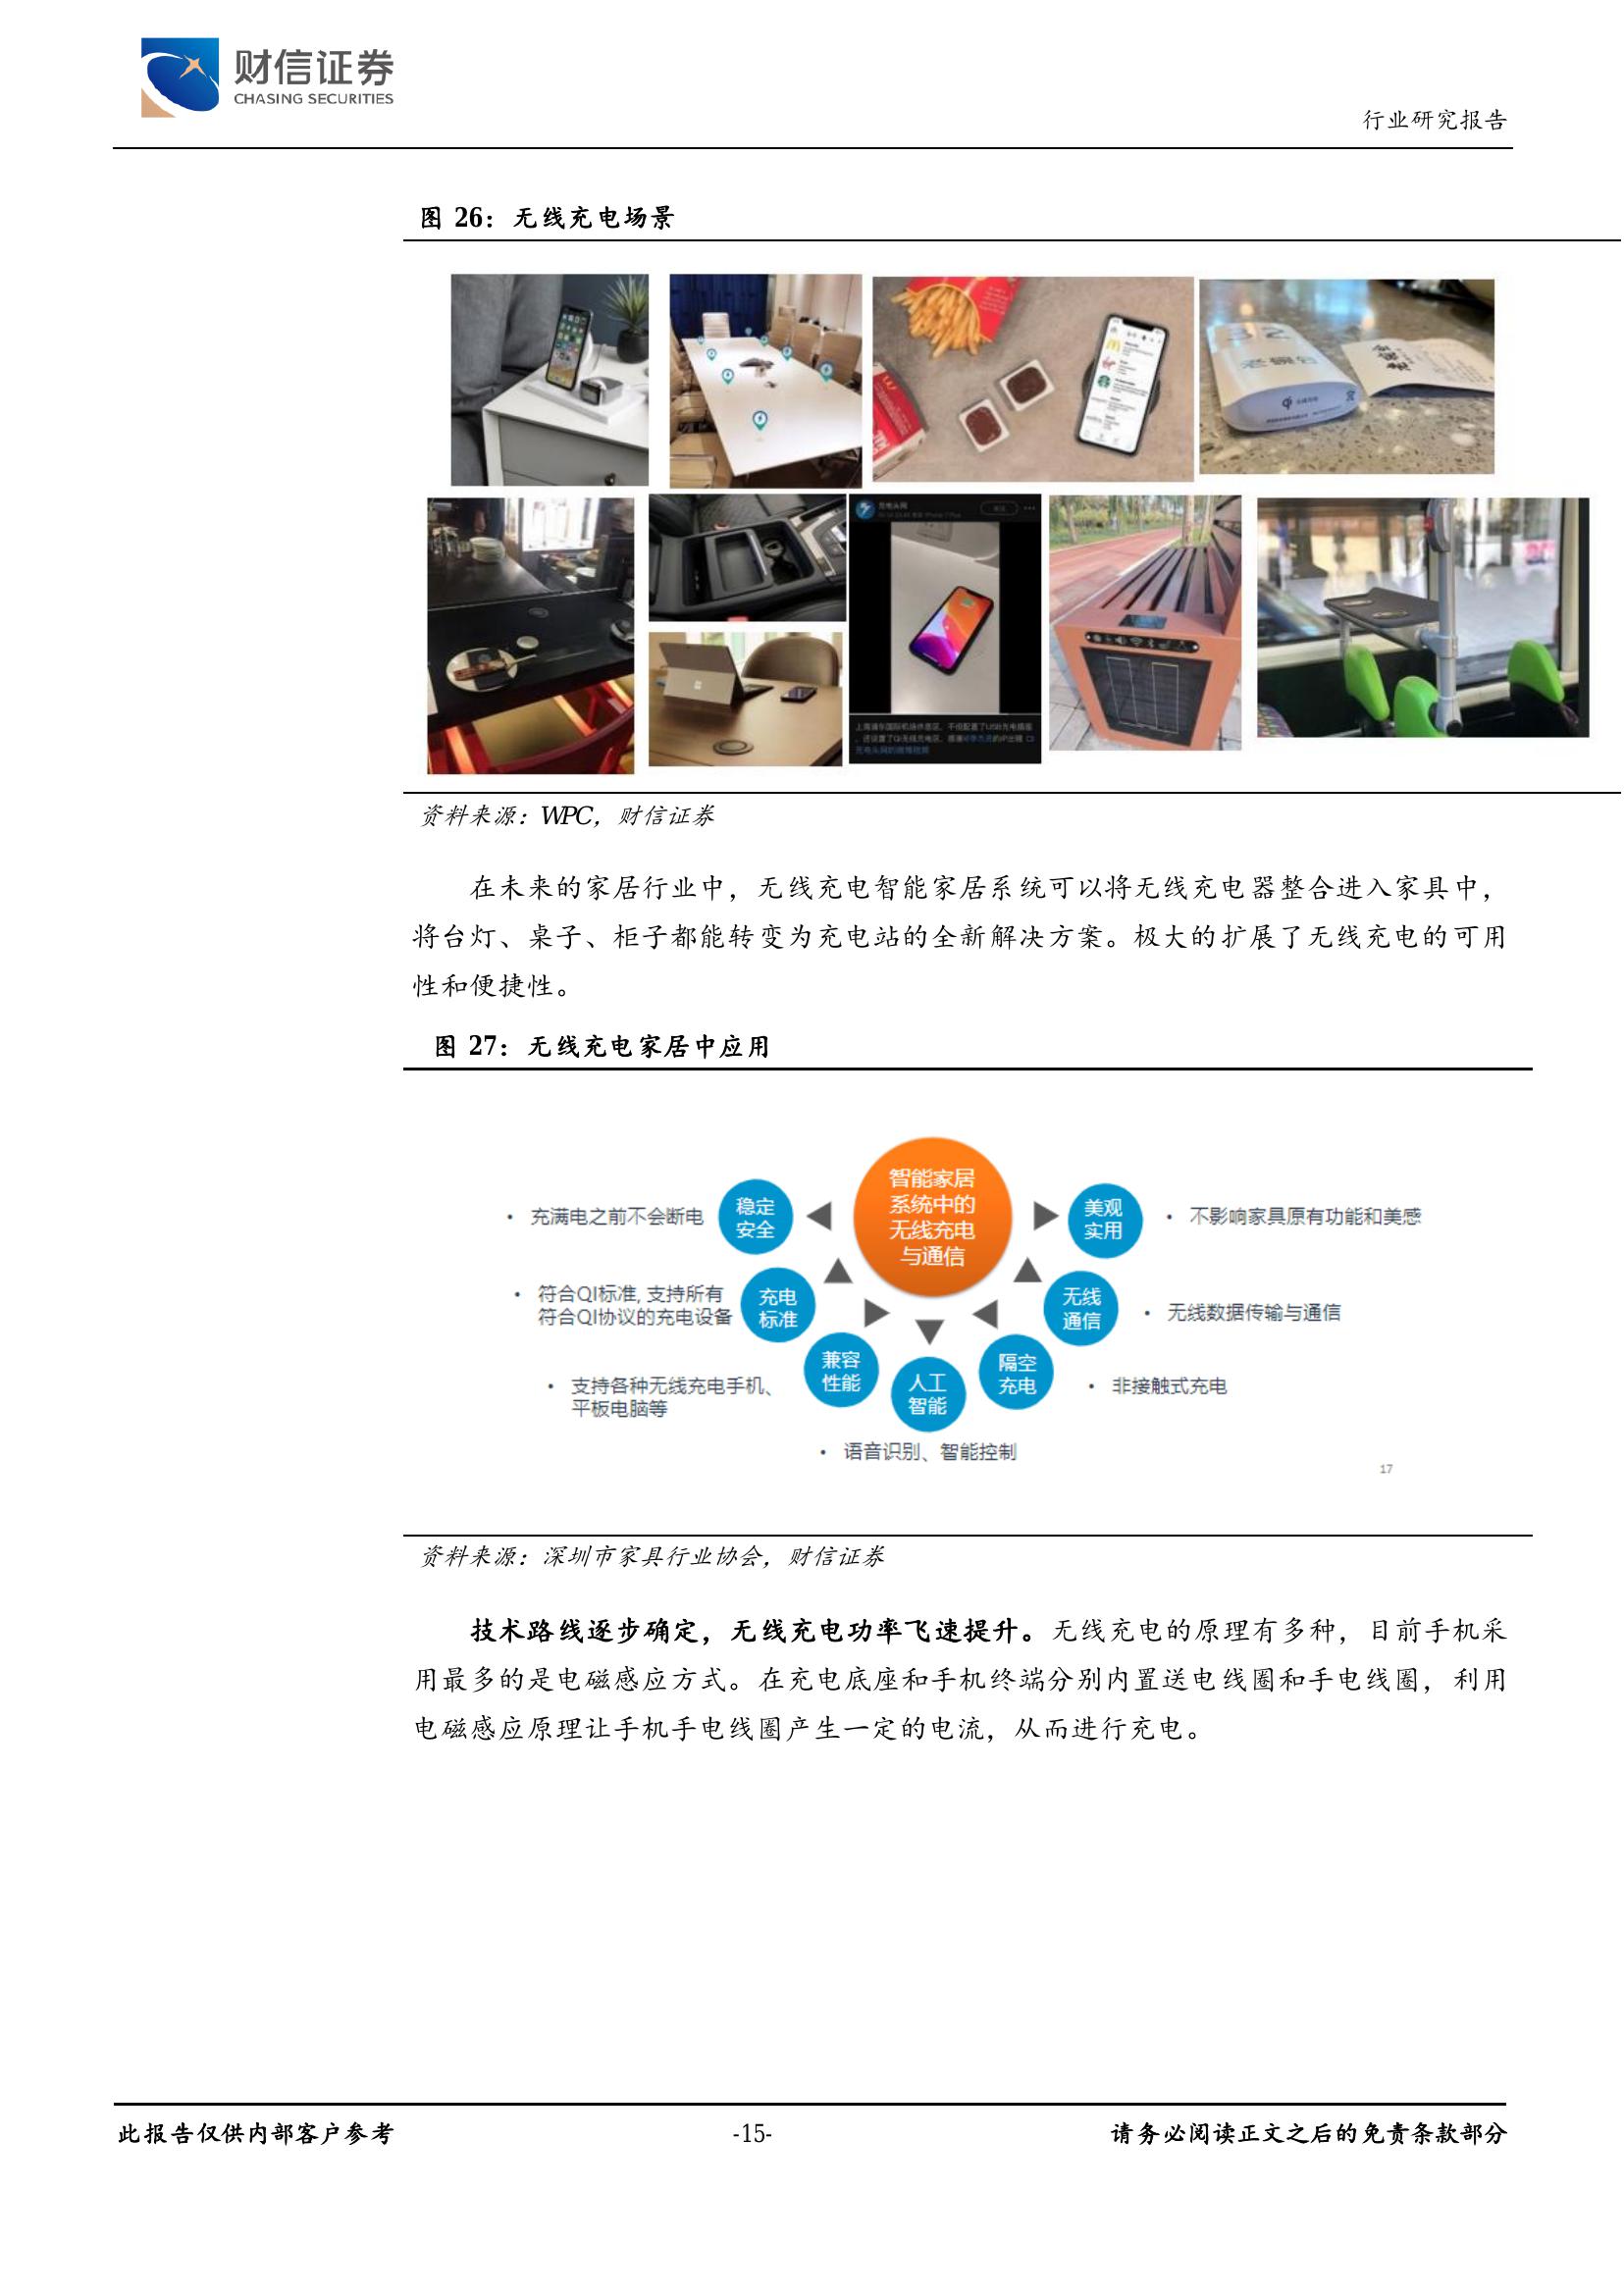 财信证券
CHASING SECURITIES
行业研究报告
图 26：无线充电场景
资料来源：WPC，财信证券
在未来的家居行业中，无线充电智能家居系统可以将无线充电器整合进入家具中，
将台灯、桌子、柜子都能转变为充电站的全新解决方案。极大的扩展了无线充电的可用
性和便捷性。
图 27：无线充电家居中应用
智能家居
系统中的
无线充电
与通信
• 充满电之前不会断电
稳定
安全
美观
实用
• 不影响家具原有功能和美感
• 符合QI标准, 支持所有
符合QI协议的充电设备
充电
标准
无线
通信
• 无线数据传输与通信
• 支持各种无线充电手机、
平板电脑等
兼容
性能
人工
智能
隔空
充电
• 非接触式充电
• 语音识别、智能控制
17
资料来源：深圳市家具行业协会，财信证券
技术路线逐步确定，无线充电功率飞速提升。无线充电的原理有多种，目前手机采
用最多的是电磁感应方式。在充电底座和手机终端分别内置送电线圈和手电线圈，利用
电磁感应原理让手机手电线圈产生一定的电流，从而进行充电。
此报告仅供内部客户参考
-15-
请务必阅读正文之后的免责条款部分